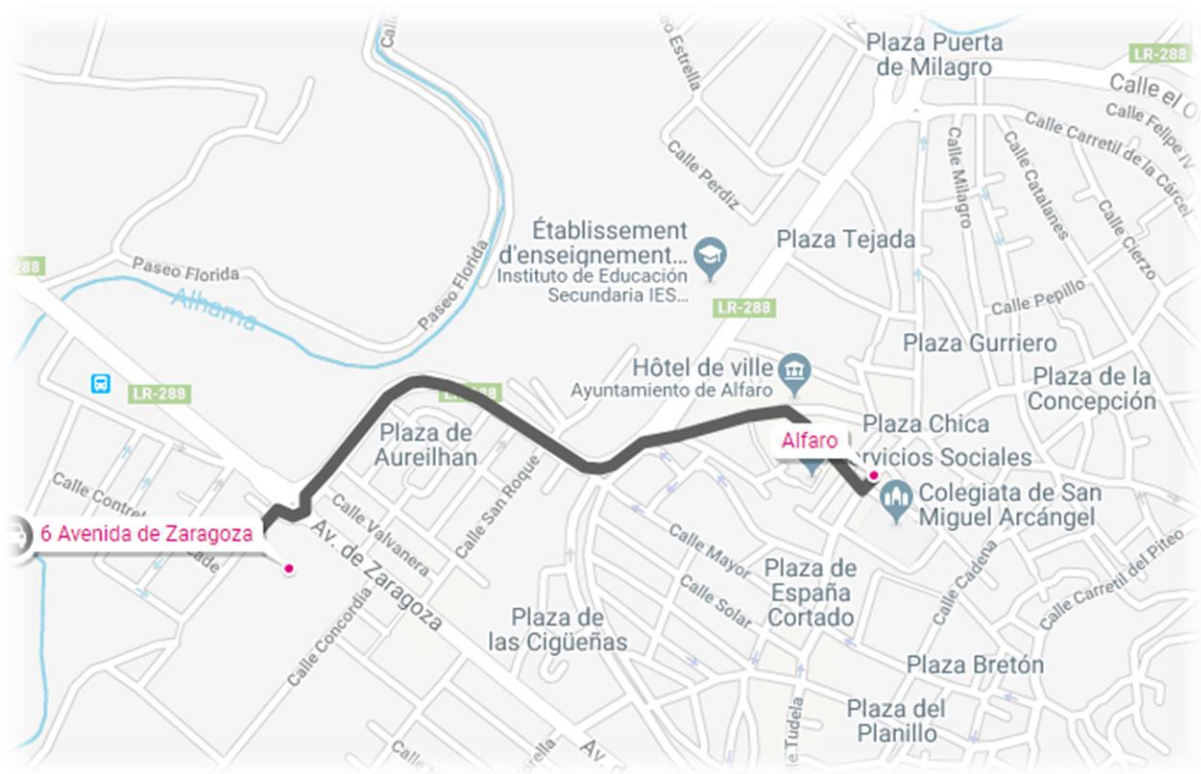 Calle
eo Estrella
Plaza Puerta
de Milagro
LR-288
Calle el
Calle Felipe IV
Calle Carretil de la Cárcel
Calle Perdiz
Calle Milagro
Calle Catalanes
Calle Cierzo
Établissement
d'enseignement...
Instituto de Educación
Secundaria IES...
Plaza Tejada
288
Paseo Florida
Paseo Florida
Alhama
LR-288
Calle Pepillo
Plaza Gurriero
Hôtel de ville
Ayuntamiento de Alfaro
Plaza de la
Concepción
LR-288
Plaza de
Aureilhan
Plaza Chica
Alfaro
ervicios Sociales
Colegiata de San
Miguel Arcángel
Calle San Roque
Calle Valvanera
6 Avenida de Zaragoza
Av. de Zaragoza
Calle Mayor
Calle Solar
Plaza de
España
Cortado
Calle Cadena
Calle Carretil del Piteo
Plaza de
las Cigüeñas
Calle Concordia
Plaza Bretón
Plaza del
Planillo
Calle Tudela
Av.